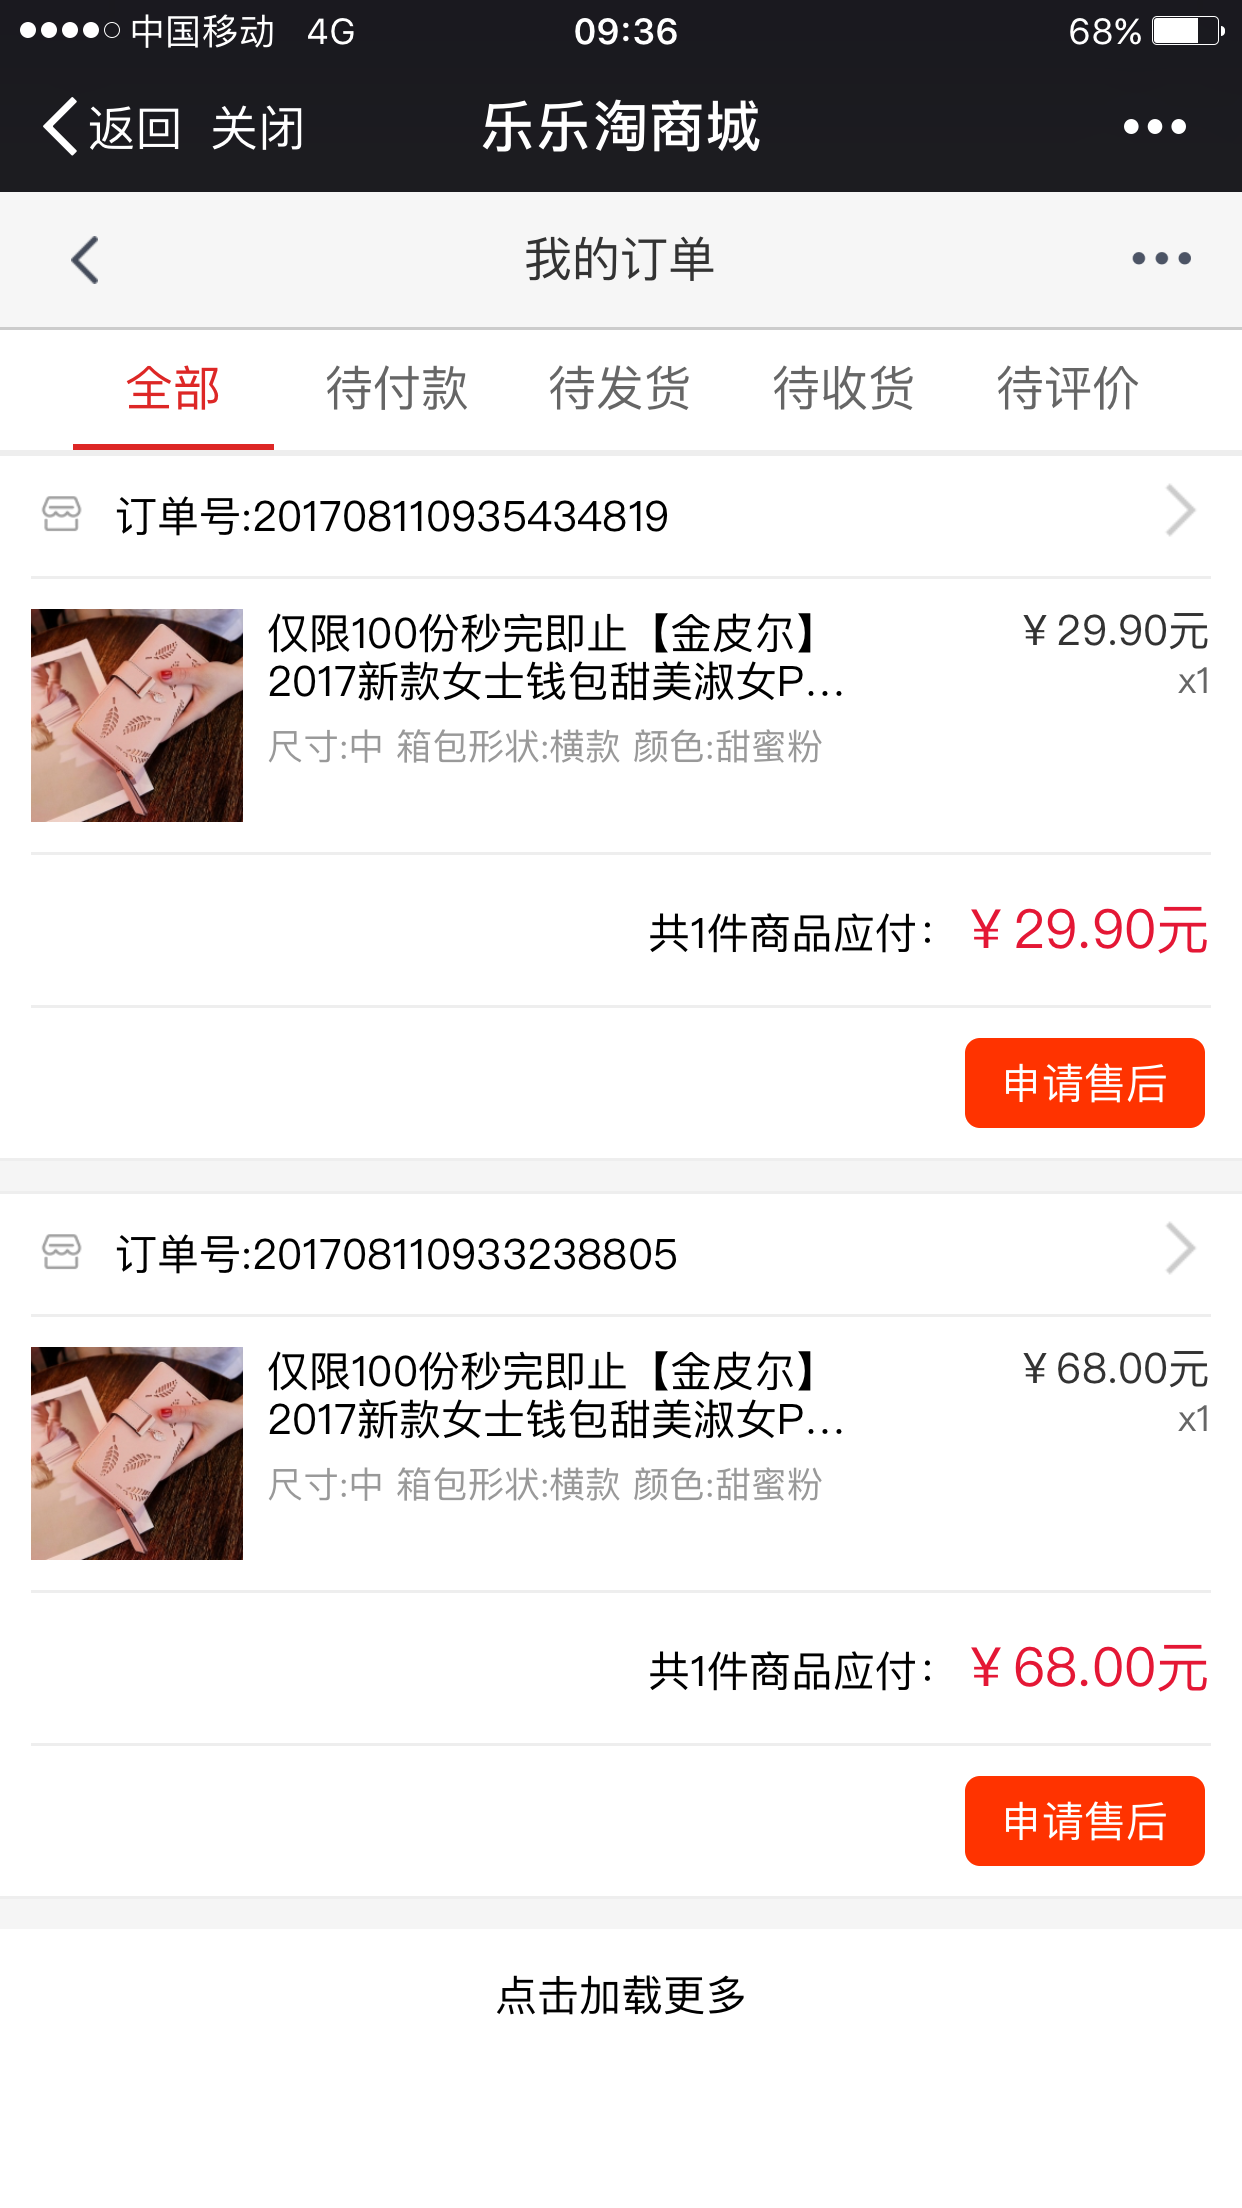 中国移动 4G 09:36 68%
返回 关闭 乐乐淘商城
我的订单
全部 待付款 待发货 待收货 待评价
订单号:201708110935434819
仅限100份秒完即止【金皮尔】 ¥29.90元
2017新款女士钱包甜美淑女P... x1
尺寸:中 箱包形状:横款 颜色:甜蜜粉
共1件商品应付： ¥29.90元
申请售后
订单号:201708110933238805
仅限100份秒完即止【金皮尔】 ¥68.00元
2017新款女士钱包甜美淑女P... x1
尺寸:中 箱包形状:横款 颜色:甜蜜粉
共1件商品应付： ¥68.00元
申请售后
点击加载更多